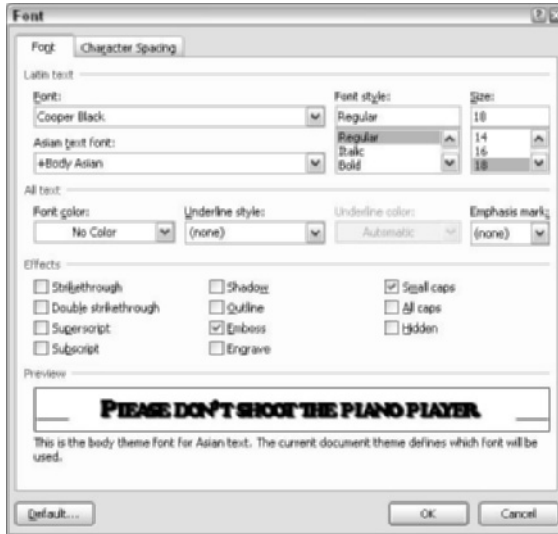 Font
Font Character Spacing
Latin text
Font: Font style: Size:
Cooper Black Regular 18
Asian text font: Regular 14
Italic 16
+Body Asian Bold 18
All text
Font color: Underline style: Underline color: Emphasis mark:
No Color (none) Automatic (none)
Effects
Strikethrough Shadow Small caps
Double strikethrough Outline All caps
Superscript Emboss Hidden
Subscript Engrave
Preview
PLEASE DON'T SHOOT THE PIANO PLAYER.
This is the body theme font for Asian text. The current document theme defines which font will be
used.
Default... OK Cancel